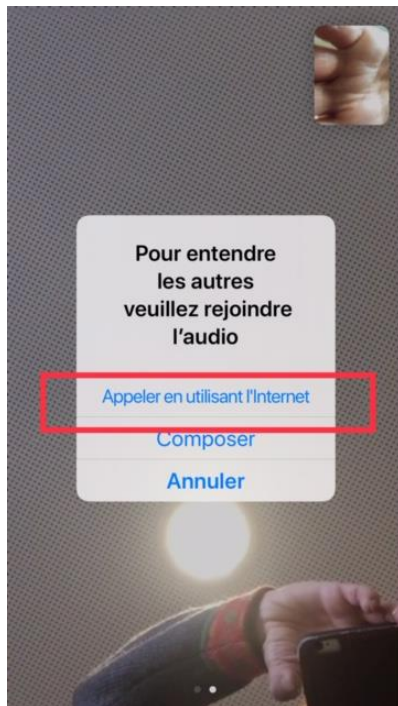 Pour entendre
les autres
veuillez rejoindre
l'audio
Appeler en utilisant l'Internet
Composer
Annuler